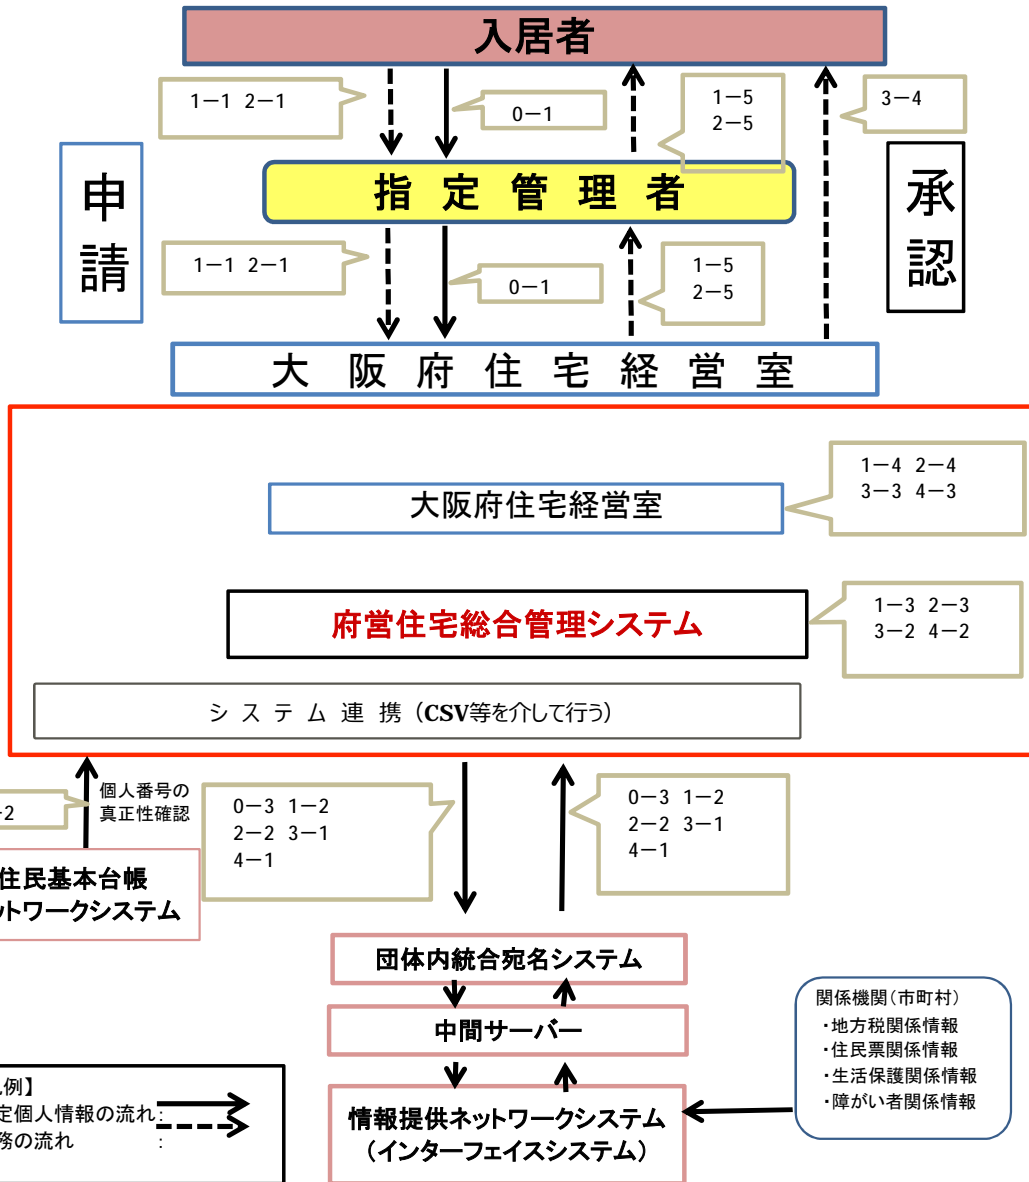 入居者
1－1 2－1
0－1
1－5
2－5
3－4
申請
指 定 管 理 者
承認
1－1 2－1
0－1
1－5
2－5
大 阪 府 住 宅 経 営 室
大阪府住宅経営室
1－4 2－4
3－3 4－3
府営住宅総合管理システム
1－3 2－3
3－2 4－2
シ ス テ ム 連 携 （CSV等を介して行う）
－2
個人番号の
真正性確認
0－3 1－2
2－2 3－1
4－1
0－3 1－2
2－2 3－1
4－1
住民基本台帳
ットワークシステム
団体内統合宛名システム
中間サーバー
情報提供ネットワークシステム
（インターフェイスシステム）
関係機関（市町村）
・地方税関係情報
・住民票関係情報
・生活保護関係情報
・障がい者関係情報
例】
定個人情報の流れ:
務の流れ :